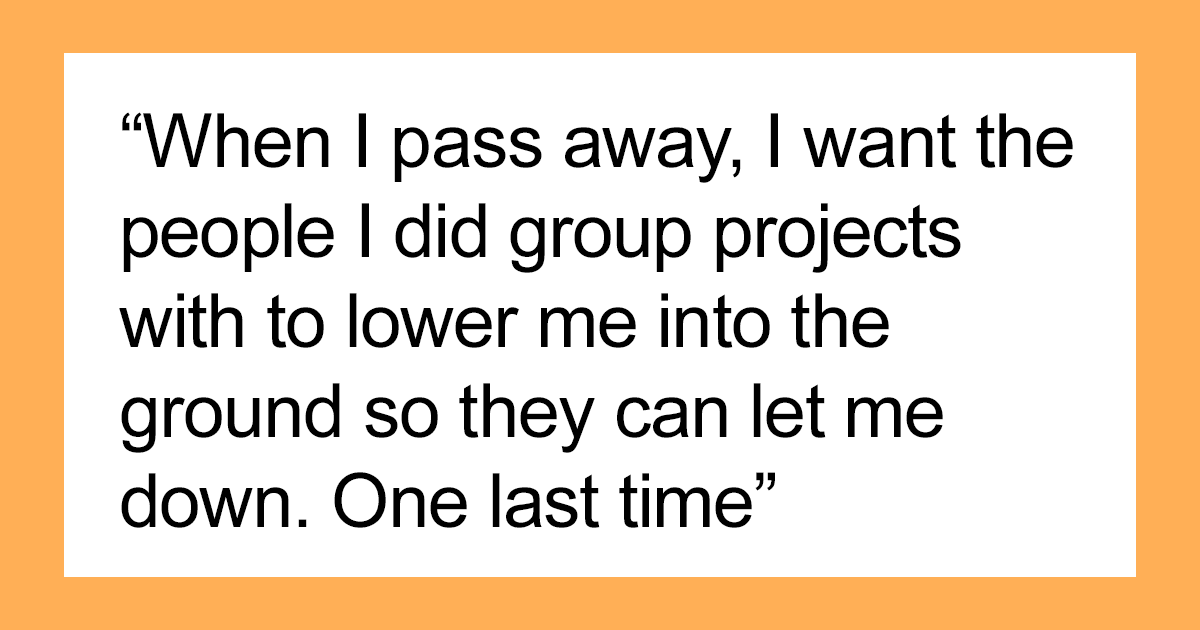 “When I pass away, I want the
people I did group projects
with to lower me into the
ground so they can let me
down. One last time”